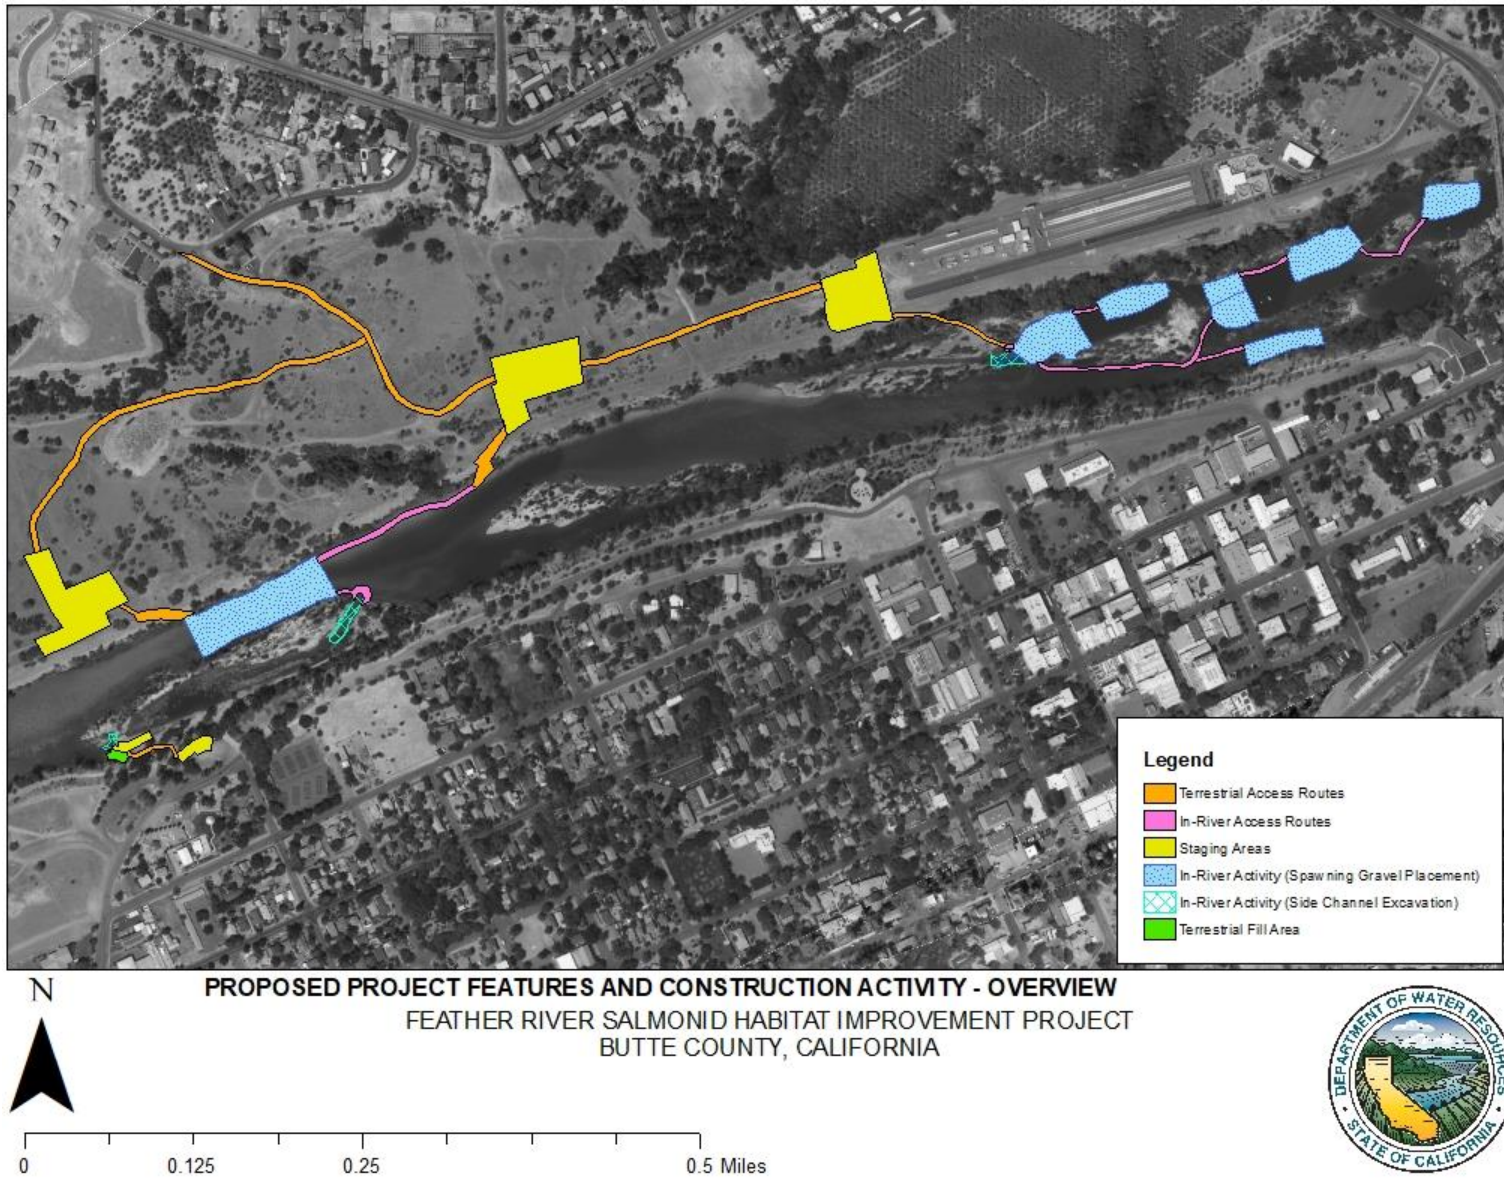 Legend
Terrestrial Access Routes
In-River Access Routes
Staging Areas
In-River Activity (Spawning Gravel Placement)
In-River Activity (Side Channel Excavation)
Terrestrial Fill Area
N
PROPOSED PROJECT FEATURES AND CONSTRUCTION ACTIVITY - OVERVIEW
FEATHER RIVER SALMONID HABITAT IMPROVEMENT PROJECT
BUTTE COUNTY, CALIFORNIA
0 0.125 0.25 0.5 Miles
DEPARTMENT OF WATER RESOURCES
STATE OF CALIFORNIA